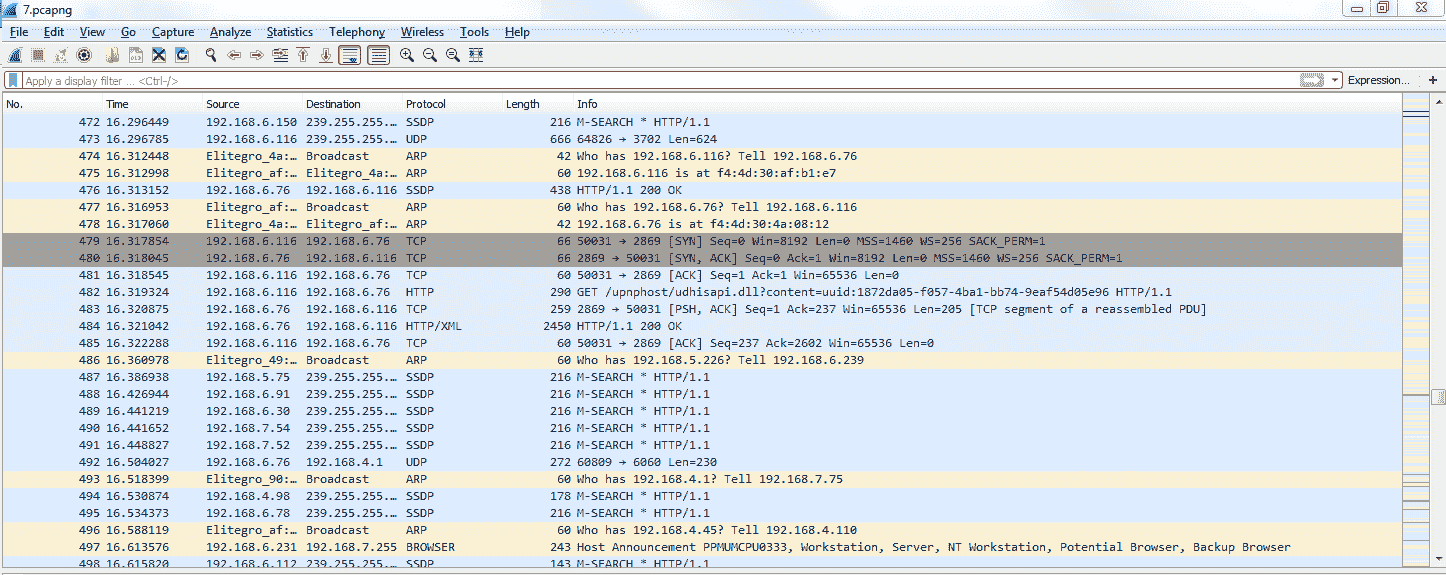 7.pcapng
File Edit View Go Capture Analyze Statistics Telephony Wireless Tools Help
Apply a display filter ... <Ctrl-/> Expression... +
No. Time Source Destination Protocol Length Info
472 16.296449 192.168.6.150 239.255.255.… SSDP 216 M-SEARCH * HTTP/1.1
473 16.296785 192.168.6.116 239.255.255.… UDP 666 64826 → 3702 Len=624
474 16.312448 Elitegro_4a:… Broadcast ARP 42 Who has 192.168.6.116? Tell 192.168.6.76
475 16.312998 Elitegro_af:… Elitegro_4a:… ARP 60 192.168.6.116 is at f4:4d:30:af:b1:e7
476 16.313152 192.168.6.76 192.168.6.116 SSDP 438 HTTP/1.1 200 OK
477 16.316953 Elitegro_af:… Broadcast ARP 60 Who has 192.168.6.76? Tell 192.168.6.116
478 16.317060 Elitegro_4a:… Elitegro_af:… ARP 42 192.168.6.76 is at f4:4d:30:4a:08:12
479 16.317854 192.168.6.116 192.168.6.76 TCP 66 50031 → 2869 [SYN] Seq=0 Win=8192 Len=0 MSS=1460 WS=256 SACK_PERM=1
480 16.318045 192.168.6.76 192.168.6.116 TCP 66 2869 → 50031 [SYN, ACK] Seq=0 Ack=1 Win=8192 Len=0 MSS=1460 WS=256 SACK_PERM=1
481 16.318545 192.168.6.116 192.168.6.76 TCP 60 50031 → 2869 [ACK] Seq=1 Ack=1 Win=65536 Len=0
482 16.319324 192.168.6.116 192.168.6.76 HTTP 290 GET /upnphost/udhisapi.dll?content=uuid:1872da05-f057-4ba1-bb74-9eaf54d05e96 HTTP/1.1
483 16.320875 192.168.6.76 192.168.6.116 TCP 259 2869 → 50031 [PSH, ACK] Seq=1 Ack=237 Win=65536 Len=205 [TCP segment of a reassembled PDU]
484 16.321042 192.168.6.76 192.168.6.116 HTTP/XML 2450 HTTP/1.1 200 OK
485 16.322288 192.168.6.116 192.168.6.76 TCP 60 50031 → 2869 [ACK] Seq=237 Ack=2602 Win=65536 Len=0
486 16.360978 Elitegro_49:… Broadcast ARP 60 Who has 192.168.5.226? Tell 192.168.6.239
487 16.386938 192.168.5.75 239.255.255.… SSDP 216 M-SEARCH * HTTP/1.1
488 16.426944 192.168.6.91 239.255.255.… SSDP 216 M-SEARCH * HTTP/1.1
489 16.441219 192.168.6.30 239.255.255.… SSDP 216 M-SEARCH * HTTP/1.1
490 16.441652 192.168.7.54 239.255.255.… SSDP 216 M-SEARCH * HTTP/1.1
491 16.448827 192.168.7.52 239.255.255.… SSDP 216 M-SEARCH * HTTP/1.1
492 16.504027 192.168.6.76 192.168.4.1 UDP 272 60809 → 6060 Len=230
493 16.518399 Elitegro_90:… Broadcast ARP 60 Who has 192.168.4.1? Tell 192.168.7.75
494 16.530874 192.168.4.98 239.255.255.… SSDP 178 M-SEARCH * HTTP/1.1
495 16.534373 192.168.6.78 239.255.255.… SSDP 216 M-SEARCH * HTTP/1.1
496 16.588119 Elitegro_af:… Broadcast ARP 60 Who has 192.168.4.45? Tell 192.168.4.110
497 16.613576 192.168.6.231 192.168.7.255 BROWSER 243 Host Announcement PPMUMCPU0333, Workstation, Server, NT Workstation, Potential Browser, Backup Browser
498 16.615820 192.168.6.112 239.255.255.… SSDP 143 M-SEARCH * HTTP/1.1